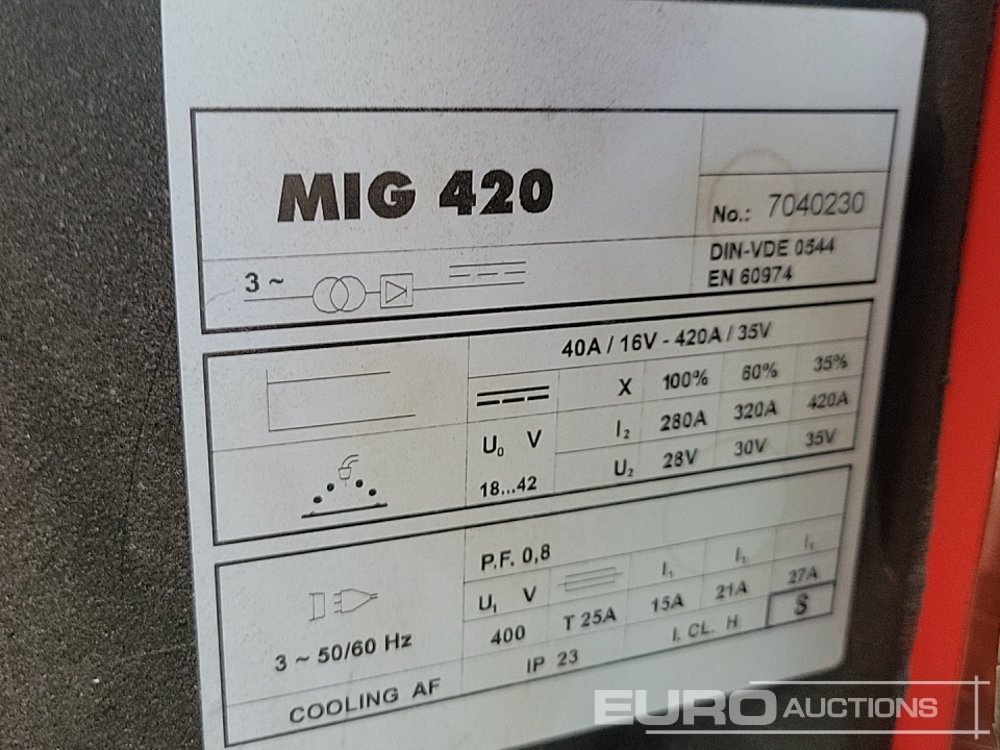 MIG 420
No.: 7040230
3 ~
DIN-VDE 0544
EN 60974
40A / 16V - 420A / 35V
X 100% 60% 35%
U₀ V
I₂ 280A 320A 420A
18...42
U₂ 28V 30V 35V
P.F. 0,8
U₁ V
I₁ I₁ I₁
3 ~ 50/60 Hz
400
T 25A
15A 21A 27A
COOLING AF
IP 23
I. CL. H
S
EURO AUCTIONS